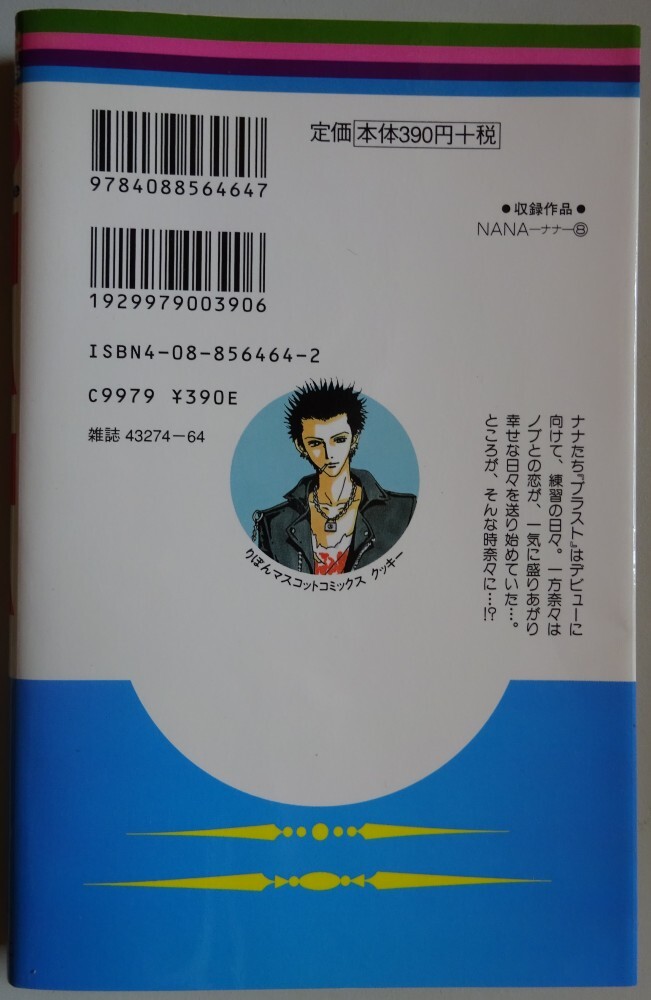 9784088564647
定価 本体390円+税
●収録作品●
NANA―ナナ―⑧
1929979003906
ISBN4-08-856464-2
C9979 ¥390E
雑誌 43274-64
りぼんマスコットコミックス クッキー
ナナたち『ブラスト』はデビューに
向けて、練習の日々。一方奈々は
ノブとの恋が、一気に盛りあがり
幸せな日々を送り始めていた…。
ところが、そんな時奈々に…!?